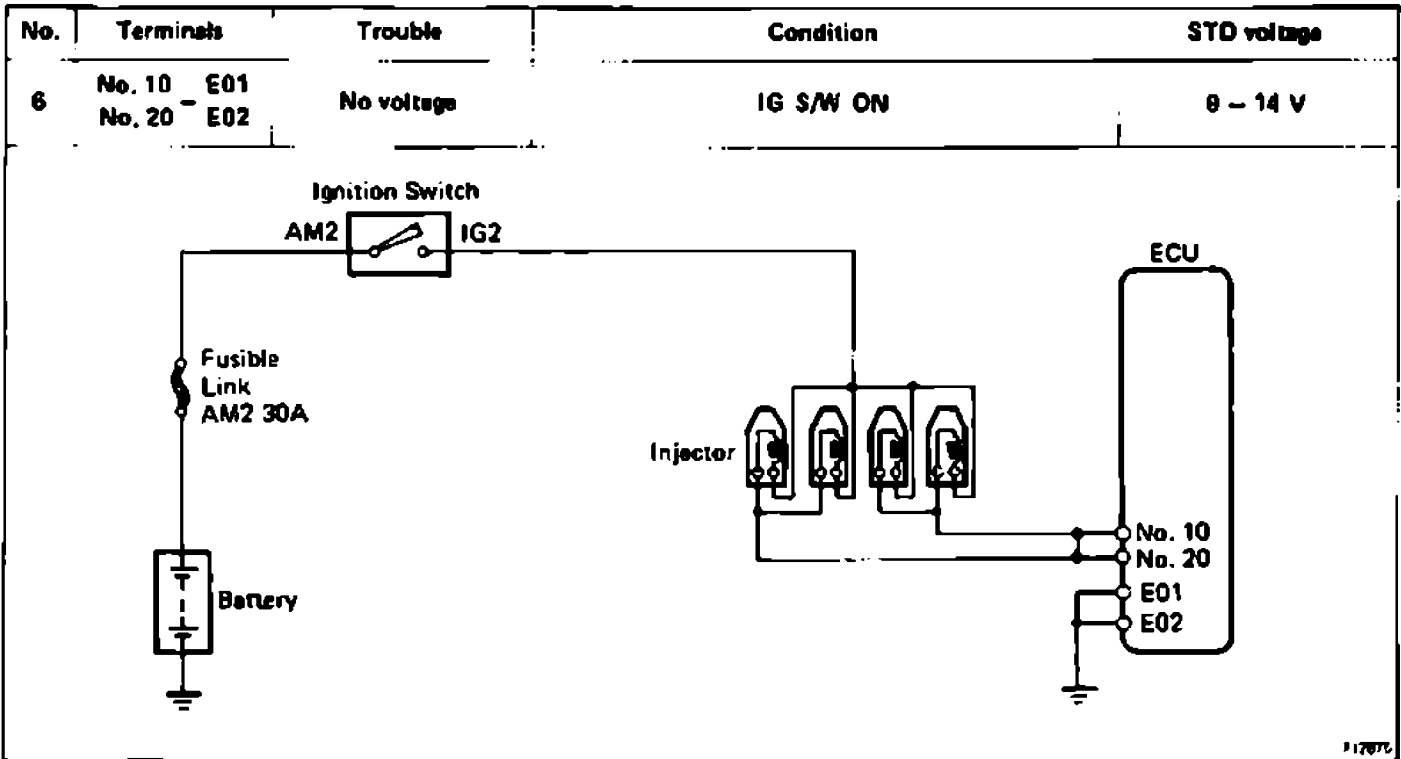 No. Terminals Trouble Condition STD voltage
6 No. 10 – E01 No voltage IG S/W ON 9 – 14 V
No. 20 – E02
Ignition Switch
AM2 IG2
ECU
Fusible
Link
AM2 30A
Injector
No. 10
No. 20
E01
E02
Battery